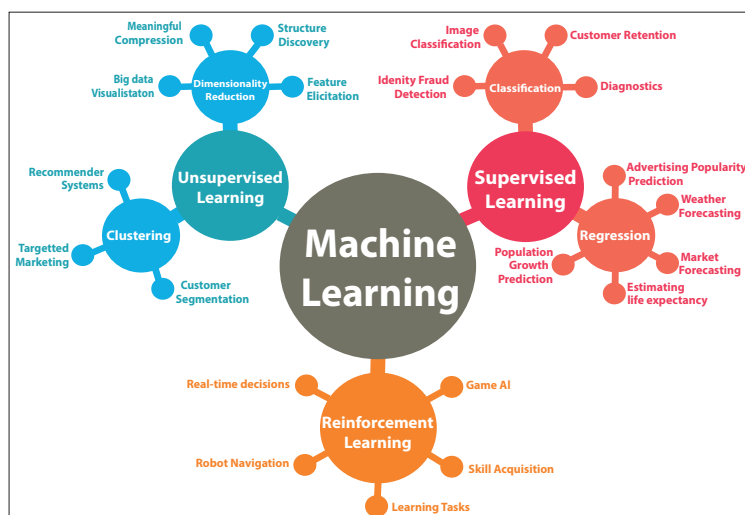 Meaningful
Compression
Structure
Discovery
Big data
Visualistaton
Dimensionality
Reduction
Feature
Elicitation
Image
Classification
Customer Retention
Idenity Fraud
Detection
Classification
Diagnostics
Recommender
Systems
Unsupervised
Learning
Clustering
Targetted
Marketing
Customer
Segmentation
Machine
Learning
Supervised
Learning
Advertising Popularity
Prediction
Weather
Forecasting
Regression
Population
Growth
Prediction
Market
Forecasting
Estimating
life expectancy
Real-time decisions
Game AI
Reinforcement
Learning
Robot Navigation
Skill Acquisition
Learning Tasks